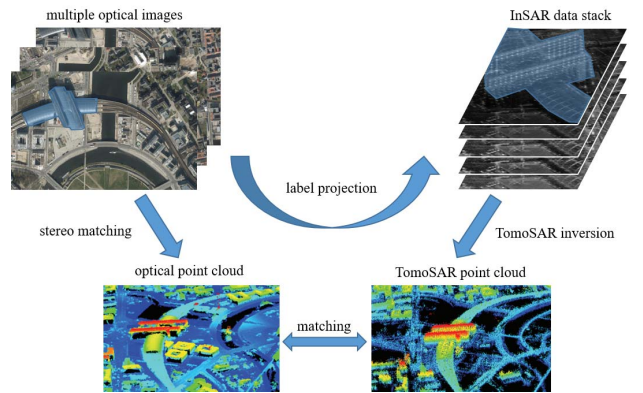 multiple optical images
InSAR data stack
label projection
stereo matching
TomoSAR inversion
optical point cloud
TomoSAR point cloud
matching